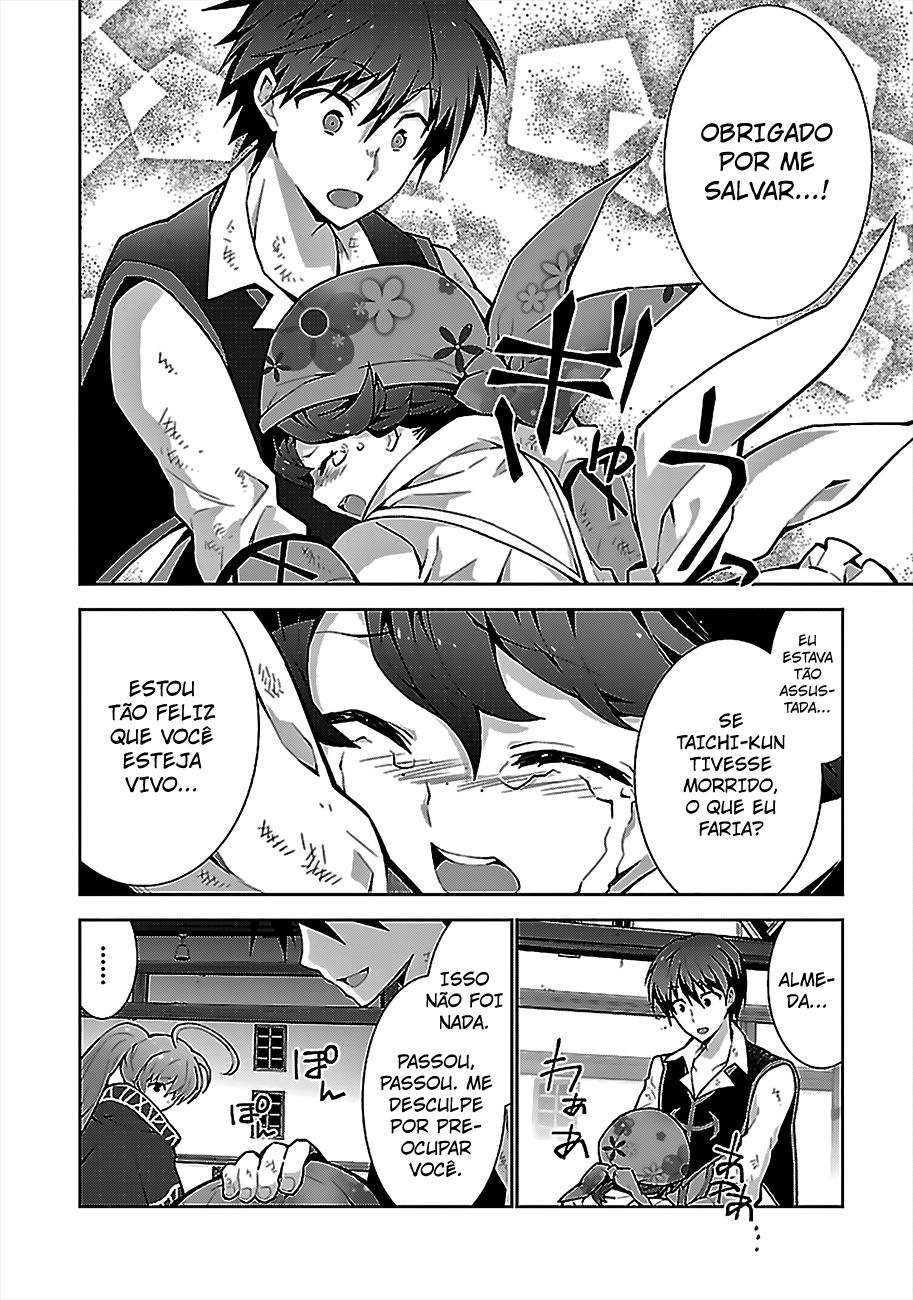 OBRIGADO
POR ME
SALVAR...!
ギュッ
EU
ESTAVA
TÃO
ASSUS-
TADA...
SE
TAICHI-KUN
TIVESSE
MORRIDO,
O QUE EU
FARIA?
ESTOU
TÃO FELIZ
QUE VOCÊ
ESTEJA
VIVO...
ALME-
DA...
わぁぁ
ああぁ...
ISSO
NÃO FOI
NADA.
PASSOU,
PASSOU. ME
DESCULPE
POR PRE-
OCUPAR
VOCÊ.
ぽん
ぽん
......